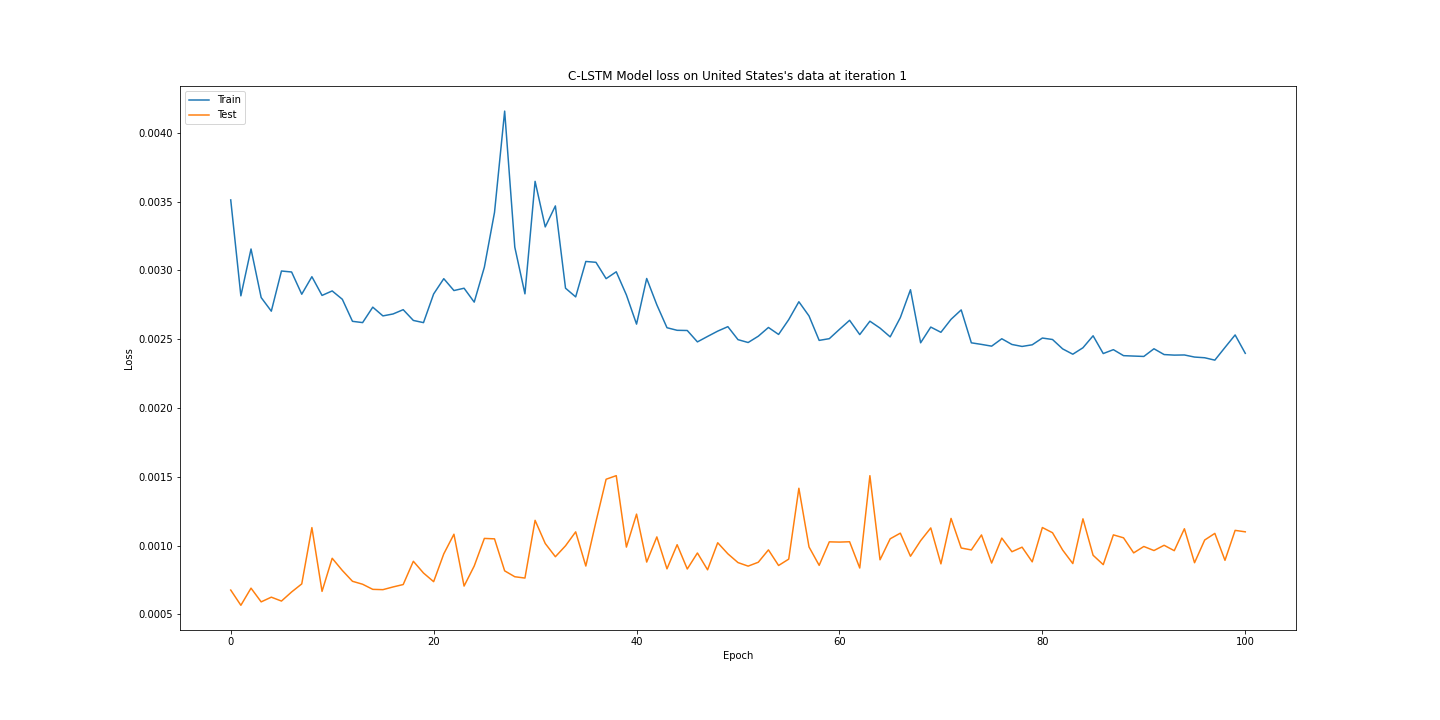 C-LSTM Model loss on United States's data at iteration 1
Train
Test
0.0040
0.0035
0.0030
0.0025
0.0020
0.0015
0.0010
0.0005
Loss
0 20 40 60 80 100
Epoch